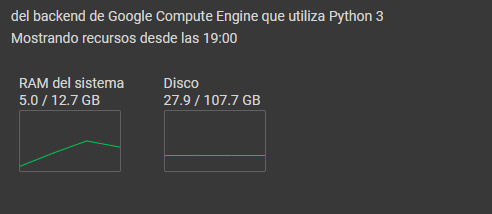 del backend de Google Compute Engine que utiliza Python 3
Mostrando recursos desde las 19:00
RAM del sistema
5.0 / 12.7 GB
Disco
27.9 / 107.7 GB